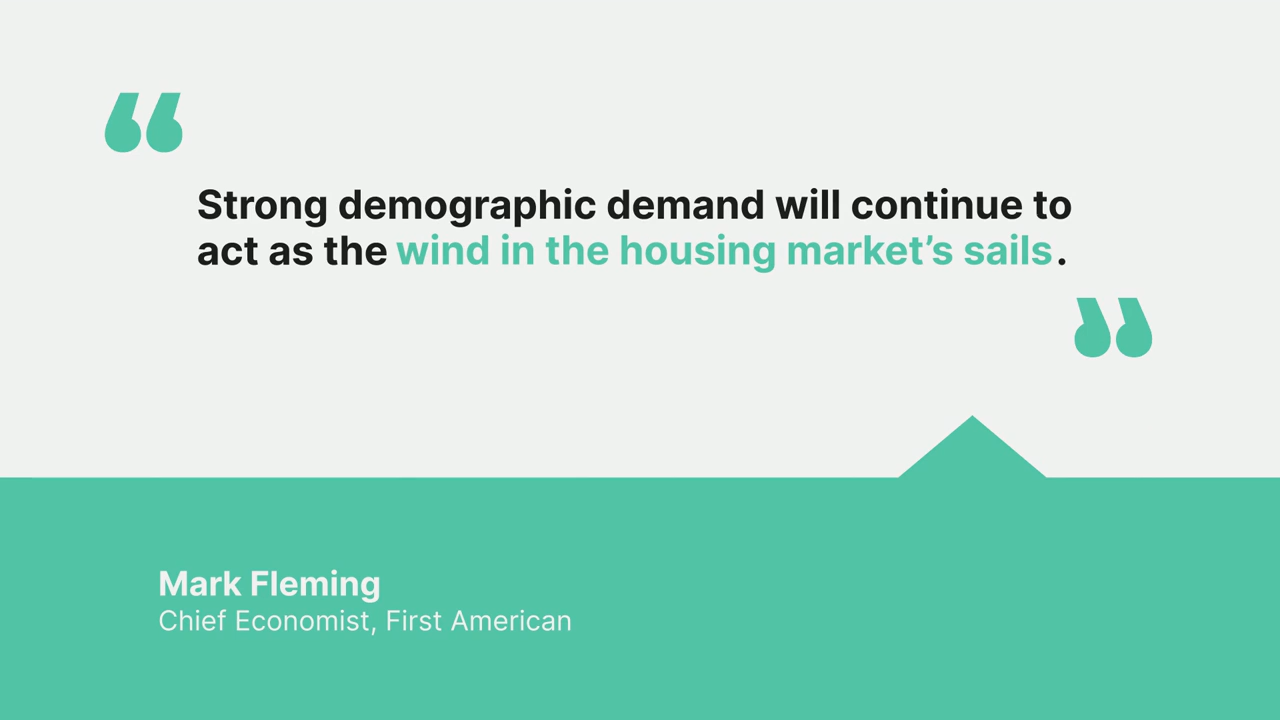 “
Strong demographic demand will continue to
act as the wind in the housing market’s sails.
”
Mark Fleming
Chief Economist, First American